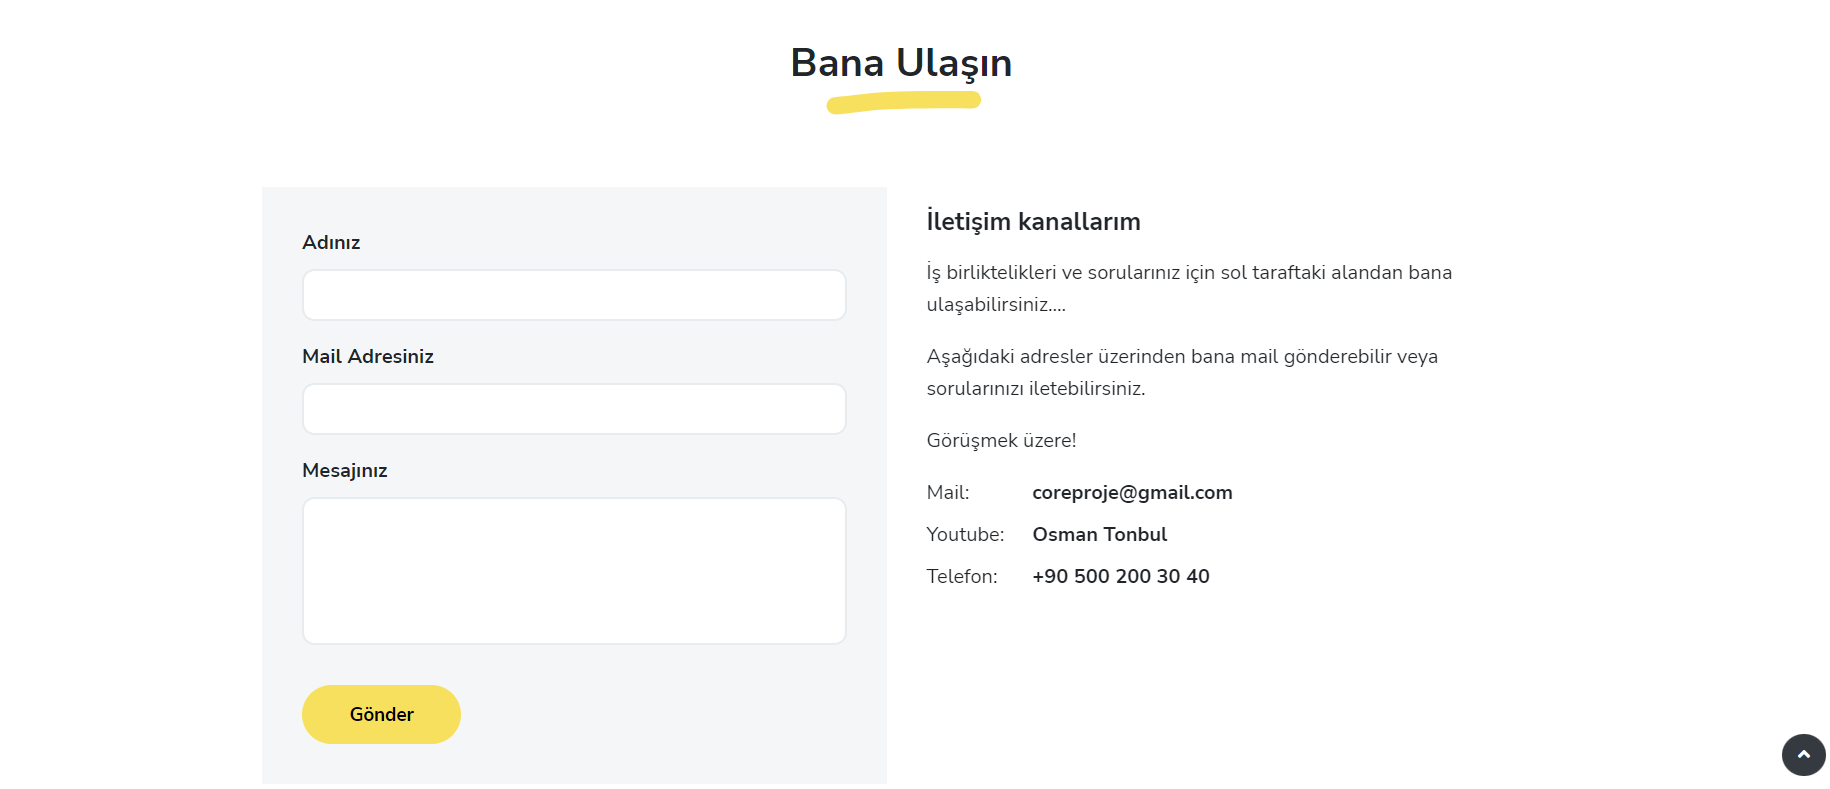 Bana Ulaşın
Adınız
Mail Adresiniz
Mesajınız
Gönder
İletişim kanallarım
İş birliktelikleri ve sorularınız için sol taraftaki alandan bana
ulaşabilirsiniz....
Aşağıdaki adresler üzerinden bana mail gönderebilir veya
sorularınızı iletebilirsiniz.
Görüşmek üzere!
Mail: coreproje@gmail.com
Youtube: Osman Tonbul
Telefon: +90 500 200 30 40